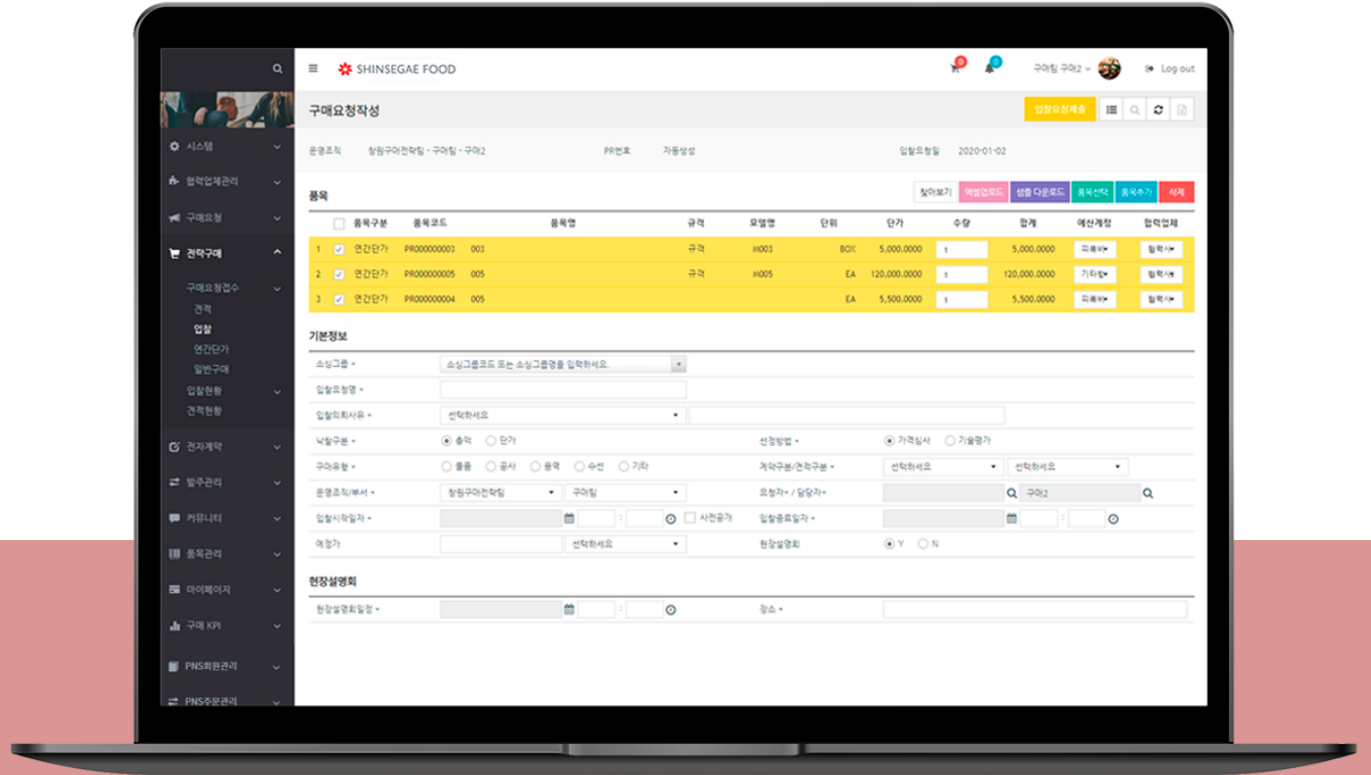 SHINSEGAE FOOD
0
0
구매팀 구매2
Log out
구매요청작성
입찰요청제출
운영조직 창원구매전략팀 - 구매팀 - 구매2 PR번호 자동생성 입찰요청일 2020-01-02
품목
찾아보기 엑셀업로드 샘플 다운로드 품목선택 품목추가 삭제
품목구분 품목코드 품목명 규격 모델명 단위 단가 수량 합계 예산계정 협력업체
1 연간단가 PR000000003 003 규격 M003 BOX 5,000.0000 1 5,000.0000 협력사
2 연간단가 PR000000005 005 규격 M005 EA 120,000.0000 1 120,000.0000 협력사
3 연간단가 PR000000004 005 EA 5,500.0000 1 5,500.0000 협력사
기본정보
소싱그룹 * 소싱그룹코드 또는 소싱그룹명을 입력하세요.
입찰요청명 *
입찰의뢰사유 * 선택하세요
낙찰구분 * 총액 단가 선정방법 * 가격심사 기술평가
구매유형 * 물품 공사 용역 수선 기타 계약구분/견적구분 * 선택하세요 선택하세요
운영조직/부서 * 창원구매전략팀 구매팀 요청자* / 담당자* 구매2
입찰시작일자 * : 사전공개 입찰종료일자 * :
예정가 선택하세요 현장설명회 Y N
현장설명회
현장설명회일정 * : 장소 *
시스템
협력업체관리
구매요청
전략구매
구매요청접수
견적
입찰
연간단가
일반구매
입찰현황
견적현황
전자계약
발주관리
커뮤니티
품목관리
마이페이지
구매 KPI
PNS회원관리
PNS주문관리